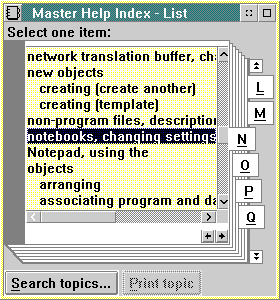 Master Help Index - List
Select one item:
network translation buffer, cha
new objects
creating (create another)
creating (template)
non-program files, description
notebooks, changing settings
Notepad, using the
objects
arranging
associating program and da
L
M
N
O
P
Q
Search topics...
Print topic